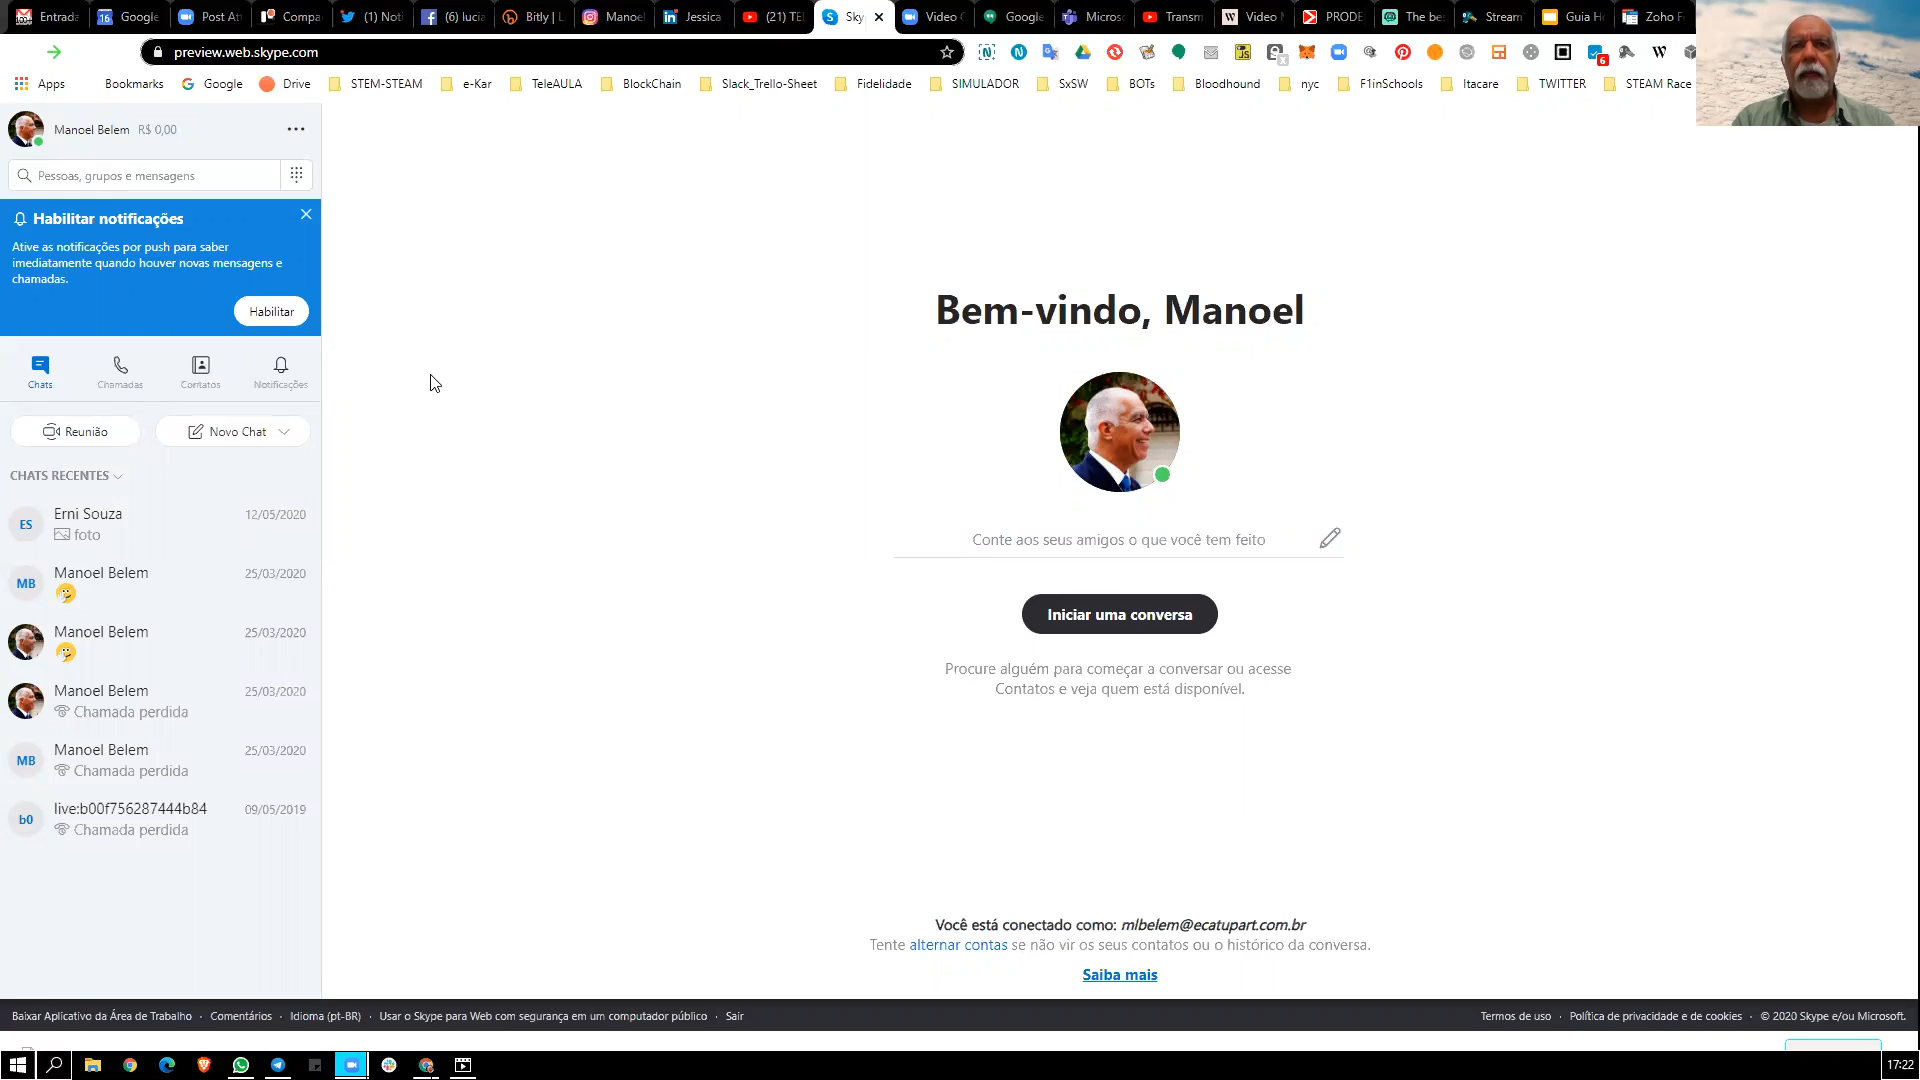 Entrada
Google
Post At
Compa
(1) Noti
(6) lucia
Bitly | L
Manoel
Jessica
(21) TE
Sky
Video C
Google
Micros
Transm
Video M
PRODE
The be
Stream
Guia H
Zoho F
preview.web.skype.com
6
Apps
Bookmarks
Google
Drive
STEM-STEAM
e-Kar
TeleAULA
BlockChain
Slack_Trello-Sheet
Fidelidade
SIMULADOR
SxSW
BOTs
Bloodhound
nyc
F1inSchools
Itacare
TWITTER
STEAM Race
Manoel Belem R$ 0,00
Pessoas, grupos e mensagens
Habilitar notificações
Ative as notificações por push para saber
imediatamente quando houver novas mensagens e
chamadas.
Habilitar
Chats
Chamadas
Contatos
Notificações
Reunião
Novo Chat
CHATS RECENTES
ES
Erni Souza 12/05/2020
foto
MB
Manoel Belem 25/03/2020
Manoel Belem 25/03/2020
Manoel Belem 25/03/2020
Chamada perdida
MB
Manoel Belem 25/03/2020
Chamada perdida
b0
live:b00f756287444b84 09/05/2019
Chamada perdida
Bem-vindo, Manoel
Conte aos seus amigos o que você tem feito
Iniciar uma conversa
Procure alguém para começar a conversar ou acesse
Contatos e veja quem está disponível.
Você está conectado como: mlbelem@ecatupart.com.br
Tente alternar contas se não vir os seus contatos ou o histórico da conversa.
Saiba mais
Baixar Aplicativo da Área de Trabalho · Comentários · Idioma (pt-BR) · Usar o Skype para Web com segurança em um computador público · Sair
Termos de uso · Política de privacidade e de cookies · © 2020 Skype e/ou Microsoft.
17:22